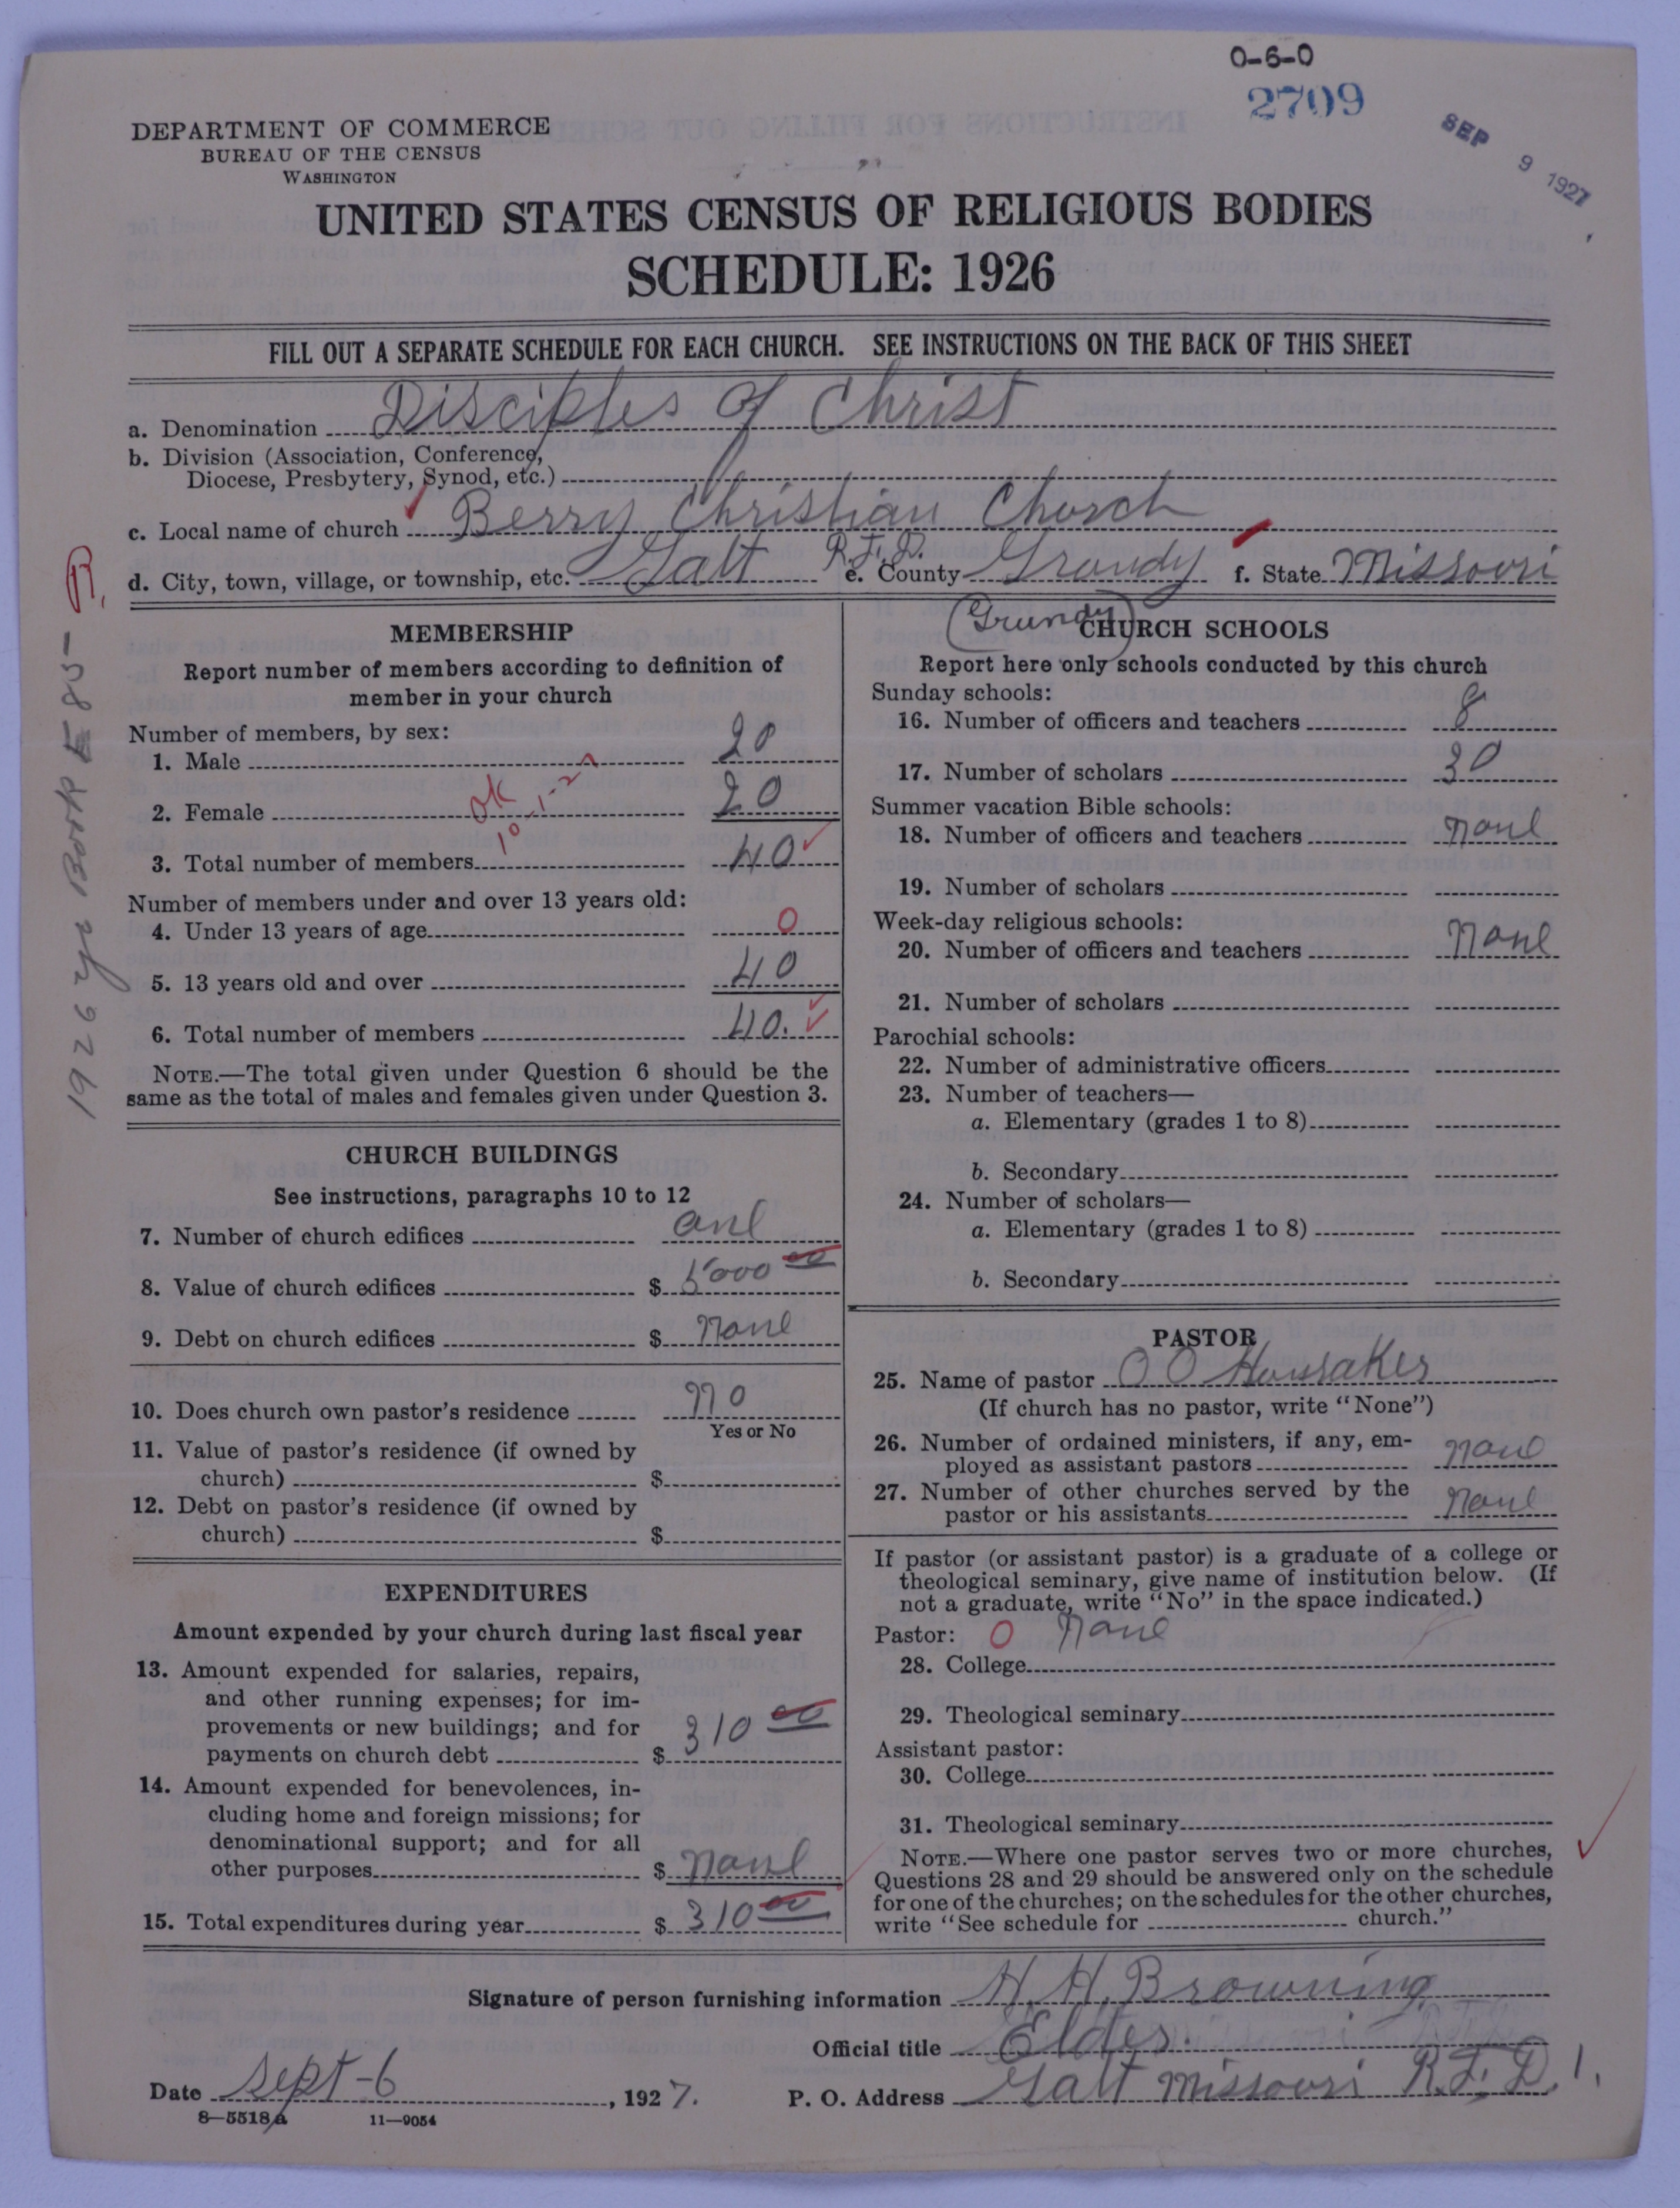 0-6-0
2709
SEP 9 1927
DEPARTMENT OF COMMERCE
BUREAU OF THE CENSUS
WASHINGTON
UNITED STATES CENSUS OF RELIGIOUS BODIES
SCHEDULE: 1926
FILL OUT A SEPARATE SCHEDULE FOR EACH CHURCH. SEE INSTRUCTIONS ON THE BACK OF THIS SHEET
a. Denomination Disciples of Christ
b. Division (Association, Conference,
Diocese, Presbytery, Synod, etc.)
c. Local name of church Berry Christian Church
d. City, town, village, or township, etc. Galt R.F.D. e. County Grundy f. State Missouri
(Grundy)
1926 yr Book E 80- R.
MEMBERSHIP
Report number of members according to definition of
member in your church
Number of members, by sex:
1. Male 20
2. Female 20
OK
10-1-27
3. Total number of members 40
Number of members under and over 13 years old:
4. Under 13 years of age 0
5. 13 years old and over 40
6. Total number of members 40.
NOTE.—The total given under Question 6 should be the
same as the total of males and females given under Question 3.
CHURCH BUILDINGS
See instructions, paragraphs 10 to 12
7. Number of church edifices one
8. Value of church edifices $ 5000 00
9. Debt on church edifices $ None
10. Does church own pastor's residence no
Yes or No
11. Value of pastor's residence (if owned by
church) $
12. Debt on pastor's residence (if owned by
church) $
EXPENDITURES
Amount expended by your church during last fiscal year
13. Amount expended for salaries, repairs,
and other running expenses; for im-
provements or new buildings; and for
payments on church debt $ 310 00
14. Amount expended for benevolences, in-
cluding home and foreign missions; for
denominational support; and for all
other purposes $ None
15. Total expenditures during year $ 310 00
CHURCH SCHOOLS
Report here only schools conducted by this church
Sunday schools:
16. Number of officers and teachers 8
17. Number of scholars 30
Summer vacation Bible schools:
18. Number of officers and teachers None
19. Number of scholars
Week-day religious schools:
20. Number of officers and teachers None
21. Number of scholars
Parochial schools:
22. Number of administrative officers
23. Number of teachers—
a. Elementary (grades 1 to 8)
b. Secondary
24. Number of scholars—
a. Elementary (grades 1 to 8)
b. Secondary
PASTOR
25. Name of pastor O O
(If church has no pastor, write "None")
26. Number of ordained ministers, if any, em-
ployed as assistant pastors None
27. Number of other churches served by the
pastor or his assistants None
If pastor (or assistant pastor) is a graduate of a college or
theological seminary, give name of institution below. (If
not a graduate, write "No" in the space indicated.)
Pastor: 0 None
28. College
29. Theological seminary
Assistant pastor:
30. College
31. Theological seminary
NOTE.—Where one pastor serves two or more churches,
Questions 28 and 29 should be answered only on the schedule
for one of the churches; on the schedules for the other churches,
write "See schedule for church."
Signature of person furnishing information H. H. Browning
Official title Elder.
Date Sept-6, 1927. P. O. Address Galt Missouri R.F.D. 1.
8—5518a 11—9054